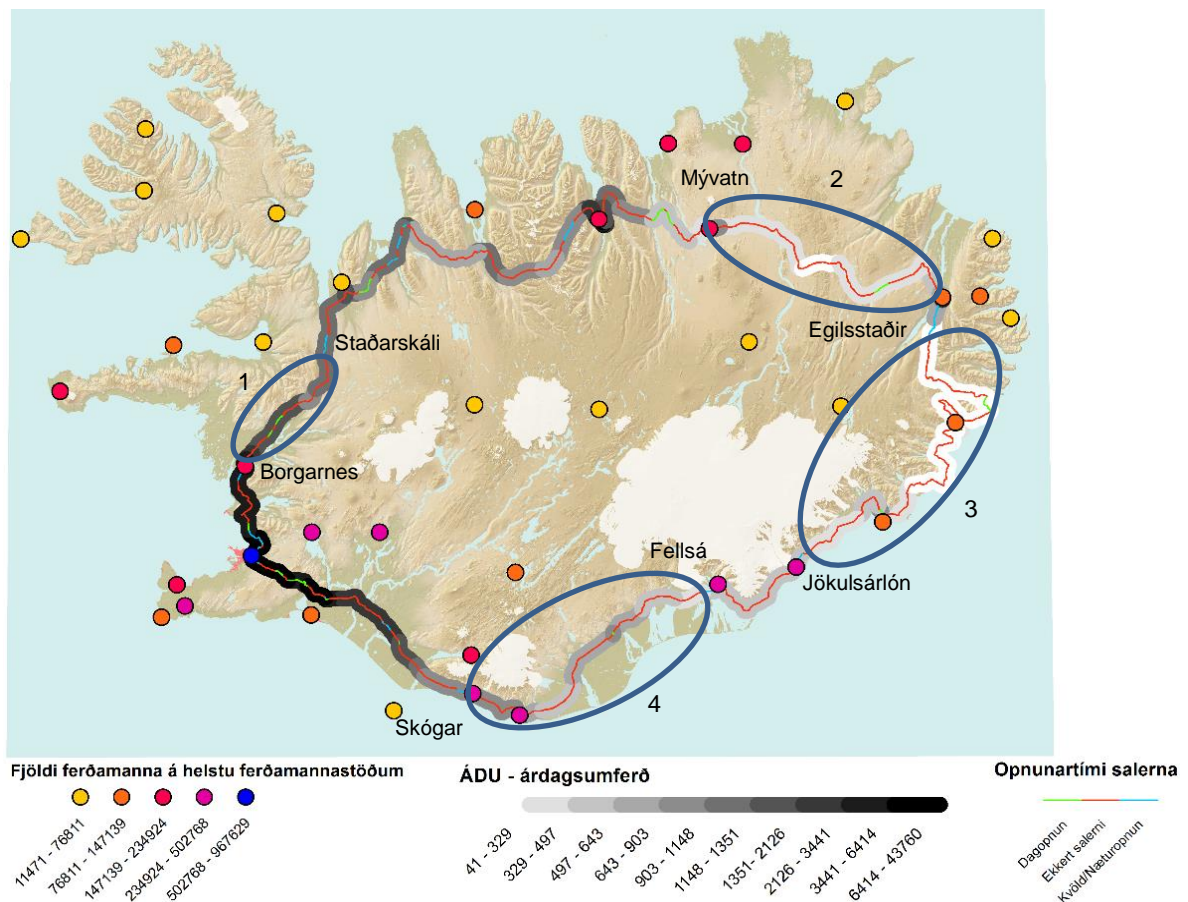 Mývatn
2
Egilsstaðir
Staðarskáli
1
Borgarnes
3
Fellsá
Jökulsárlón
4
Skógar
Fjöldi ferðamanna á helstu ferðamannastöðum
11471 - 76811
76811 - 147139
147139 - 234924
234924 - 502768
502768 - 967629
ÁDU - árdagsumferð
41 - 329
329 - 497
497 - 643
643 - 903
903 - 1148
1148 - 1351
1351- 2126
2126 - 3441
3441 - 6414
6414 - 43760
Opnunartími salerna
Dagopnun
Ekkert salerni
Kvöld/Næturopnun